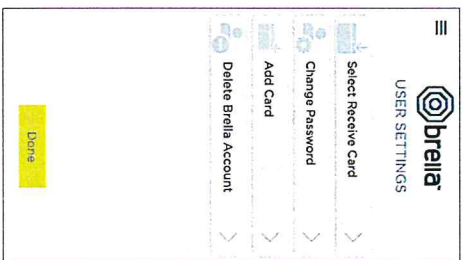 brella
USER SETTINGS
Select Receive Card
Change Password
Add Card
Delete Brella Account
Done